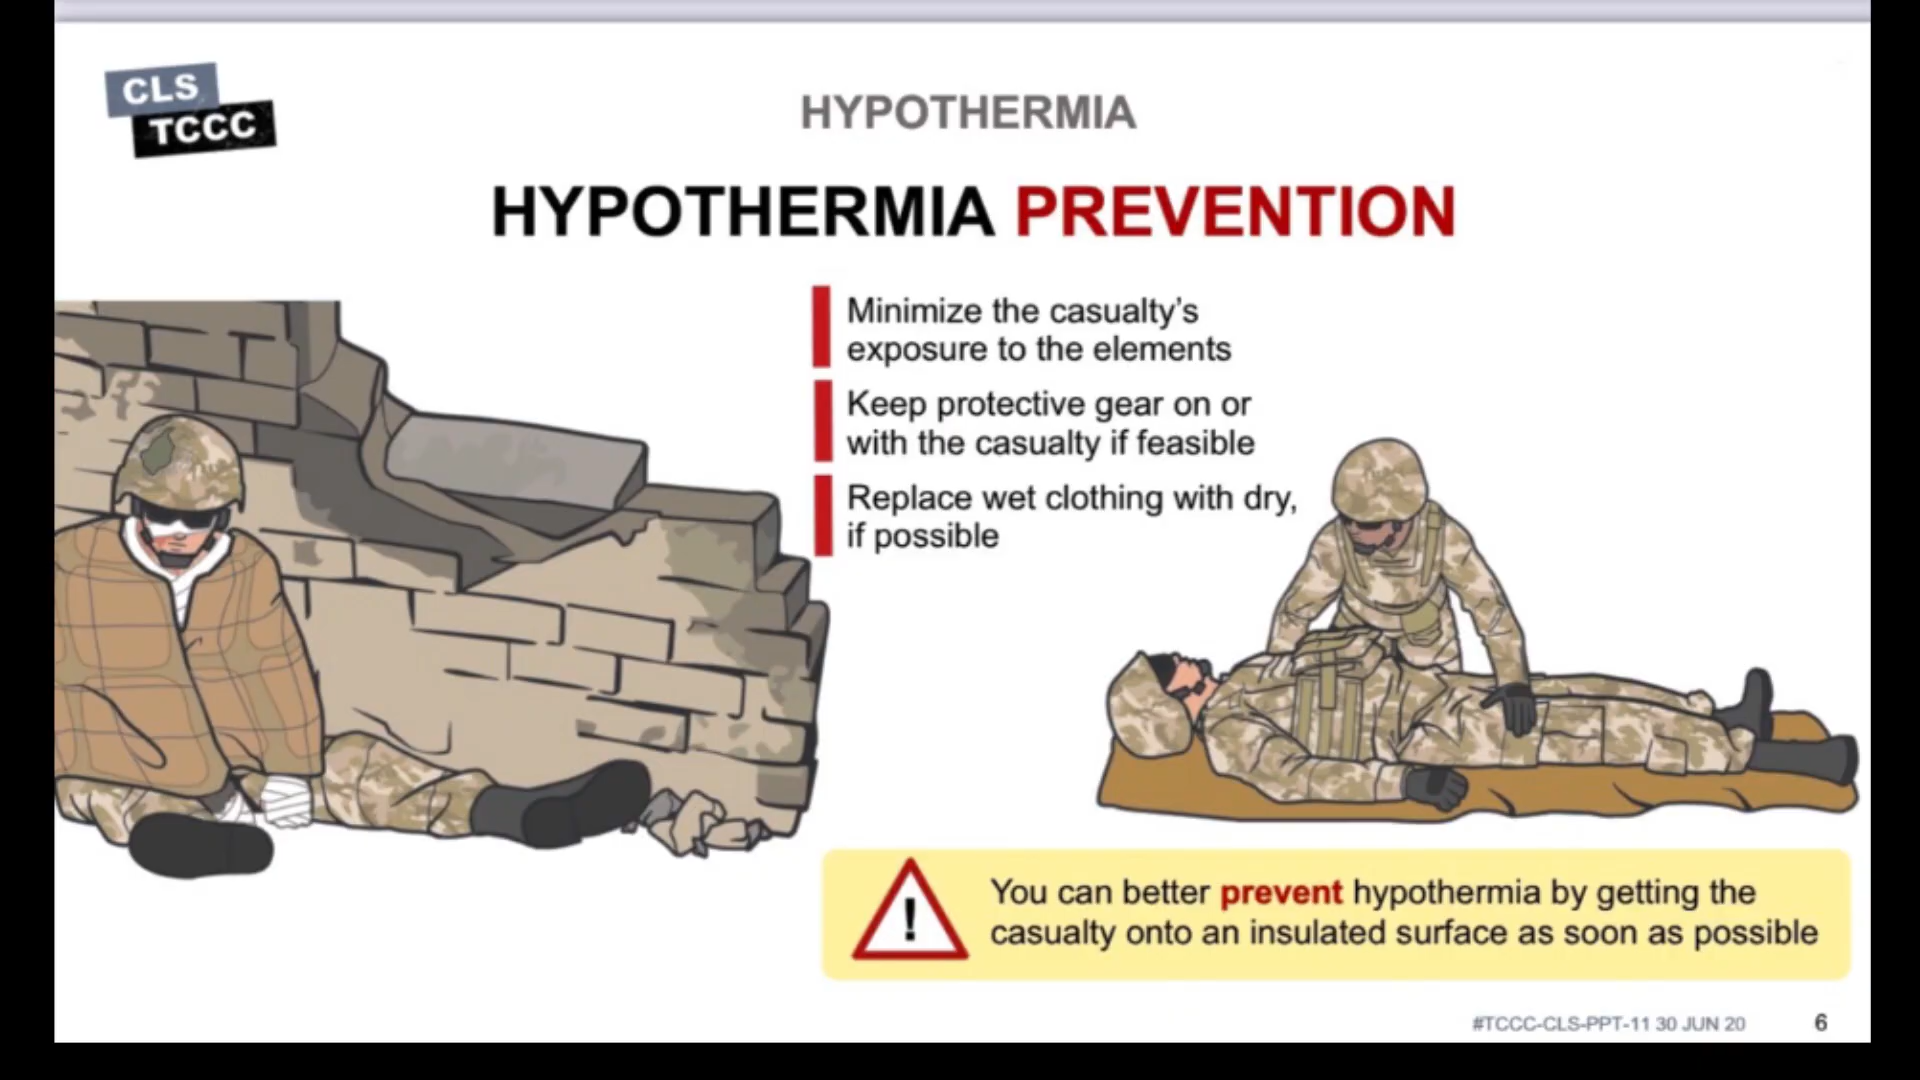 CLS
TCCC
HYPOTHERMIA
HYPOTHERMIA PREVENTION
Minimize the casualty's
exposure to the elements
Keep protective gear on or
with the casualty if feasible
Replace wet clothing with dry,
if possible
!
You can better prevent hypothermia by getting the
casualty onto an insulated surface as soon as possible
#TCCC-CLS-PPT-11 30 JUN 20
6